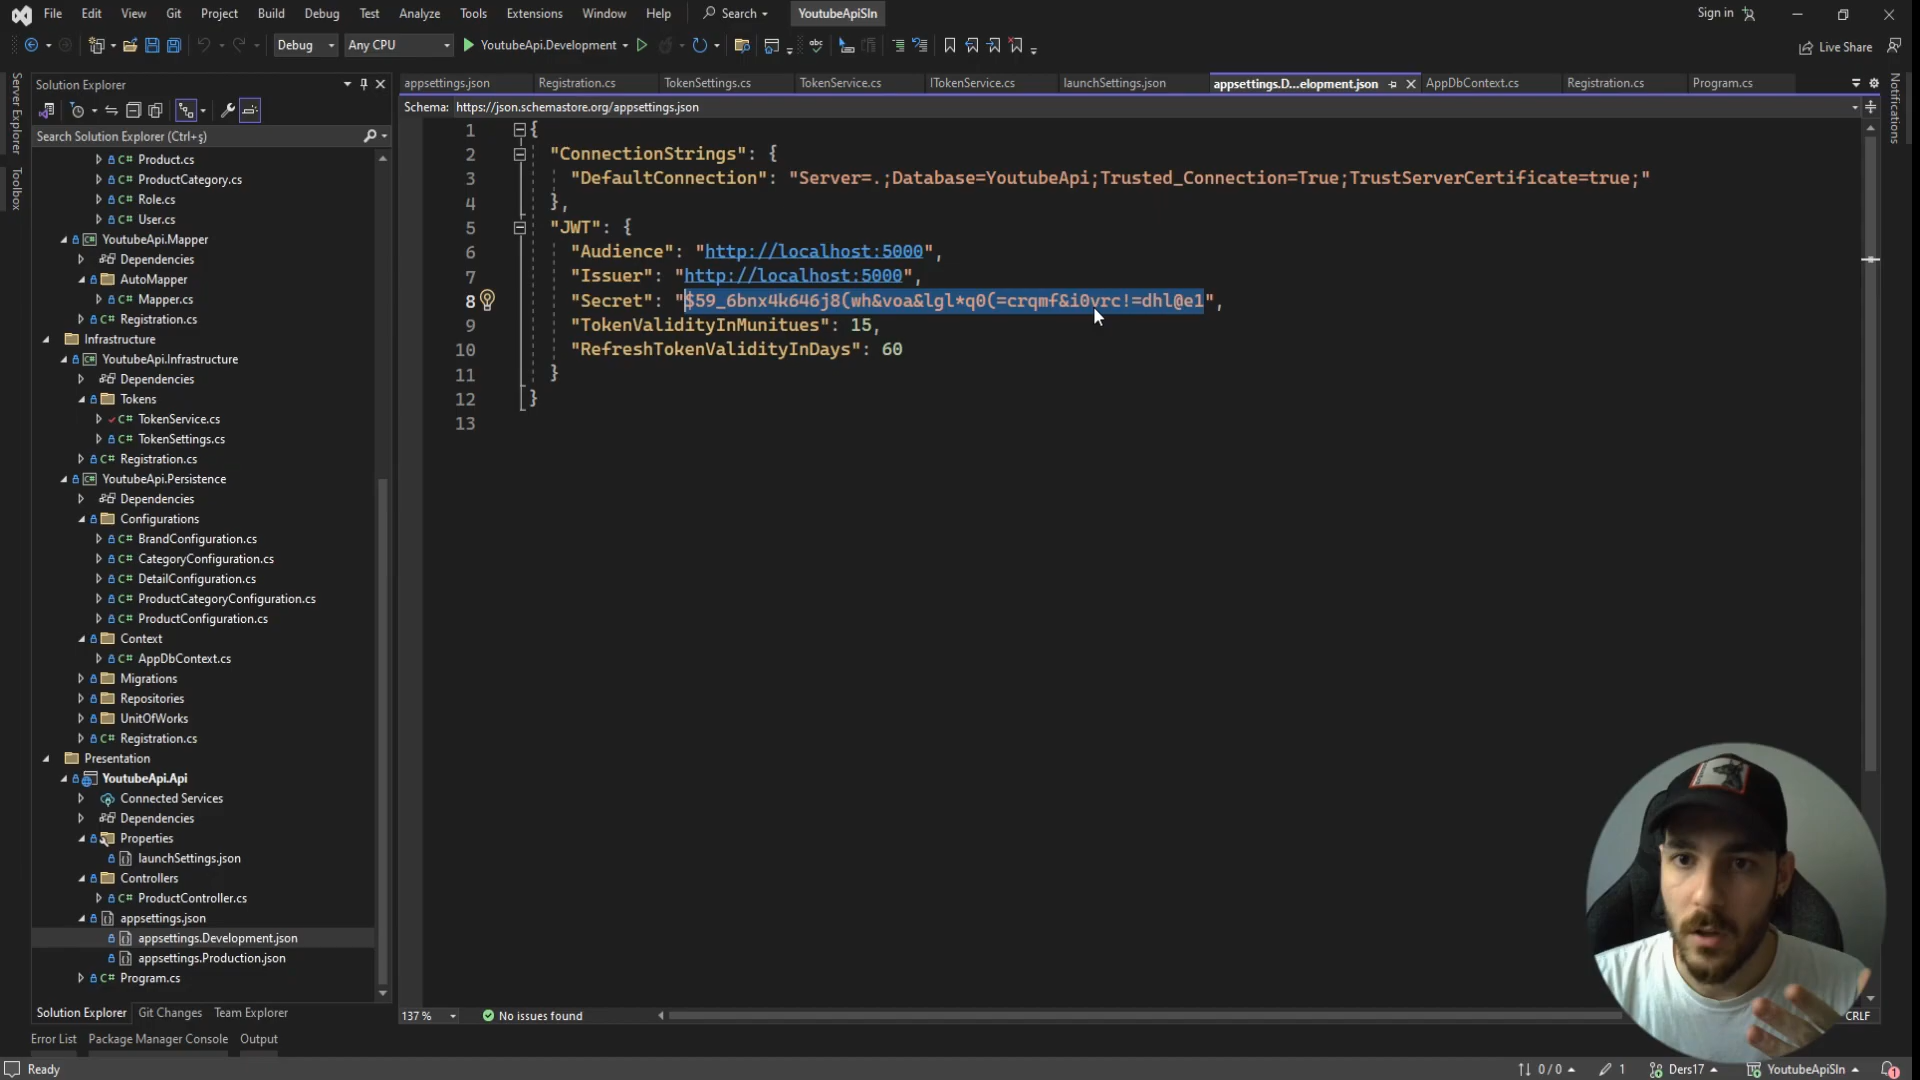 File Edit View Git Project Build Debug Test Analyze Tools Extensions Window Help Search YoutubeApiSln Sign in
Debug Any CPU YoutubeApi.Development Live Share
Server Explorer
Toolbox
Notifications
Solution Explorer
Search Solution Explorer (Ctrl+ş)
Product.cs
ProductCategory.cs
Role.cs
User.cs
YoutubeApi.Mapper
Dependencies
AutoMapper
Mapper.cs
Registration.cs
Infrastructure
YoutubeApi.Infrastructure
Dependencies
Tokens
TokenService.cs
TokenSettings.cs
Registration.cs
YoutubeApi.Persistence
Dependencies
Configurations
BrandConfiguration.cs
CategoryConfiguration.cs
DetailConfiguration.cs
ProductCategoryConfiguration.cs
ProductConfiguration.cs
Context
AppDbContext.cs
Migrations
Repositories
UnitOfWorks
Registration.cs
Presentation
YoutubeApi.Api
Connected Services
Dependencies
Properties
launchSettings.json
Controllers
ProductController.cs
appsettings.json
appsettings.Development.json
appsettings.Production.json
Program.cs
Solution Explorer Git Changes Team Explorer
appsettings.json Registration.cs TokenSettings.cs TokenService.cs ITokenService.cs launchSettings.json appsettings.D...elopment.json AppDbContext.cs Registration.cs Program.cs
Schema: https://json.schemastore.org/appsettings.json
1 {
2 "ConnectionStrings": {
3 "DefaultConnection": "Server=.;Database=YoutubeApi;Trusted_Connection=True;TrustServerCertificate=true;"
4 },
5 "JWT": {
6 "Audience": "http://localhost:5000",
7 "Issuer": "http://localhost:5000",
8 "Secret": "$59_6bnx4k646j8(wh&voa&lgl*q0(=crqmf&i0vrc!=dhl@e1",
9 "TokenValidityInMunitues": 15,
10 "RefreshTokenValidityInDays": 60
11 }
12 }
13
137 % No issues found CRLF
Error List Package Manager Console Output
Ready 0 / 0 1 Ders17 YoutubeApiSln 1